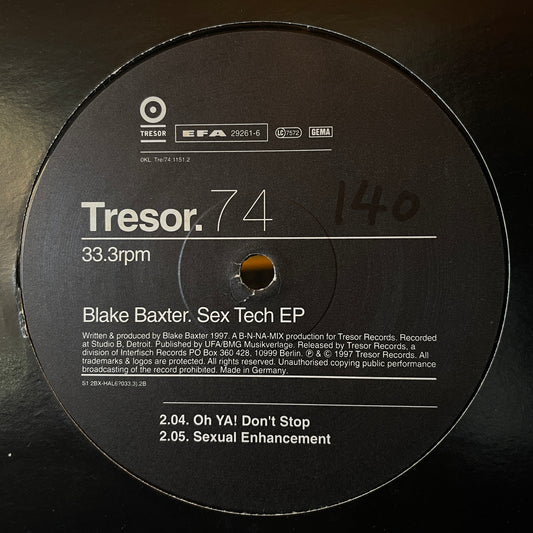 TRESOR
EFA 29261-6
LC 7572
GEMA
OKL. Tre/74.1151.2
Tresor. 74
140
33.3rpm
Blake Baxter. Sex Tech EP
Written & produced by Blake Baxter 1997. A B-N-NA-MIX production for Tresor Records. Recorded
at Studio B, Detroit. Published by UFA/BMG Musikverlage. Released by Tresor Records, a
division of Interfisch Records PO Box 360 428, 10999 Berlin. ℗ & © 1997 Tresor Records. All
trademarks & logos are protected. All rights reserved. Unauthorised copying public performance
broadcasting of the record prohibited. Made in Germany.
2.04. Oh YA! Don't Stop
2.05. Sexual Enhancement